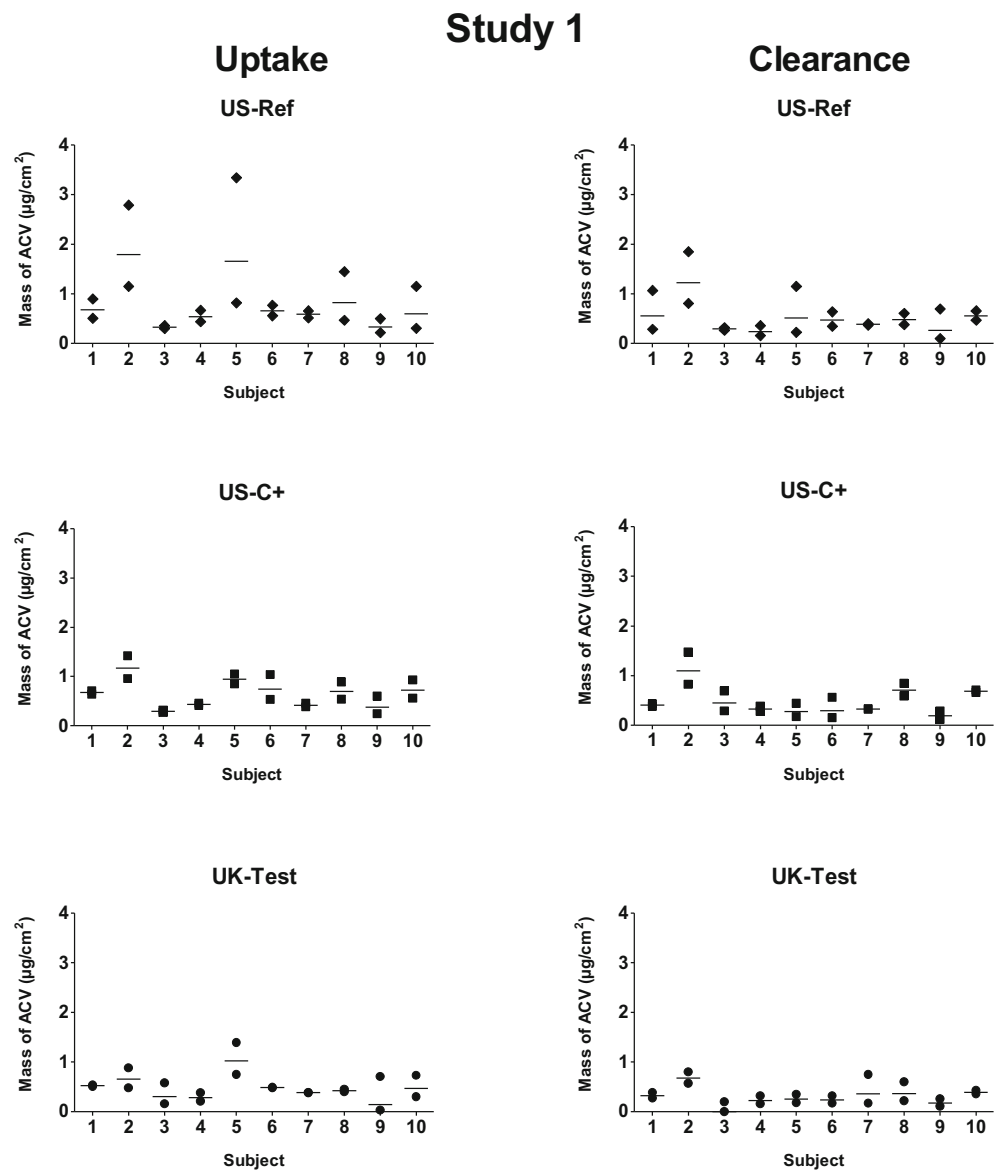 Study 1
Uptake
Clearance
US-Ref
Mass of ACV (µg/cm²)
4
3
2
1
0
1 2 3 4 5 6 7 8 9 10
Subject
US-Ref
Mass of ACV (µg/cm²)
4
3
2
1
0
1 2 3 4 5 6 7 8 9 10
Subject
US-C+
Mass of ACV (µg/cm²)
4
3
2
1
0
1 2 3 4 5 6 7 8 9 10
Subject
US-C+
Mass of ACV (µg/cm²)
4
3
2
1
0
1 2 3 4 5 6 7 8 9 10
Subject
UK-Test
Mass of ACV (µg/cm²)
4
3
2
1
0
1 2 3 4 5 6 7 8 9 10
Subject
UK-Test
Mass of ACV (µg/cm²)
4
3
2
1
0
1 2 3 4 5 6 7 8 9 10
Subject